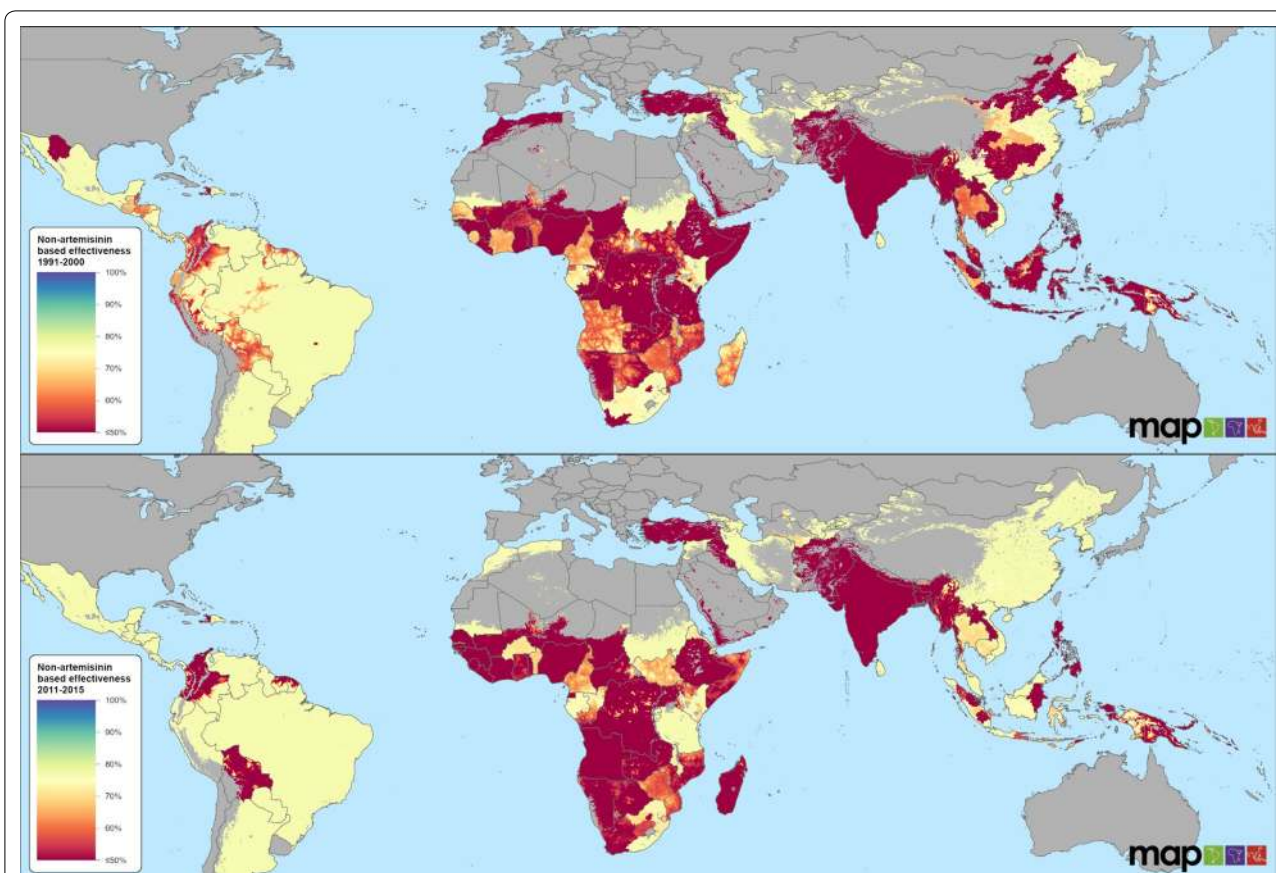 Non-artemisinin
based effectiveness
1991-2000
100%
90%
80%
70%
60%
≤50%
map
Non-artemisinin
based effectiveness
2011-2015
100%
90%
80%
70%
60%
≤50%
map